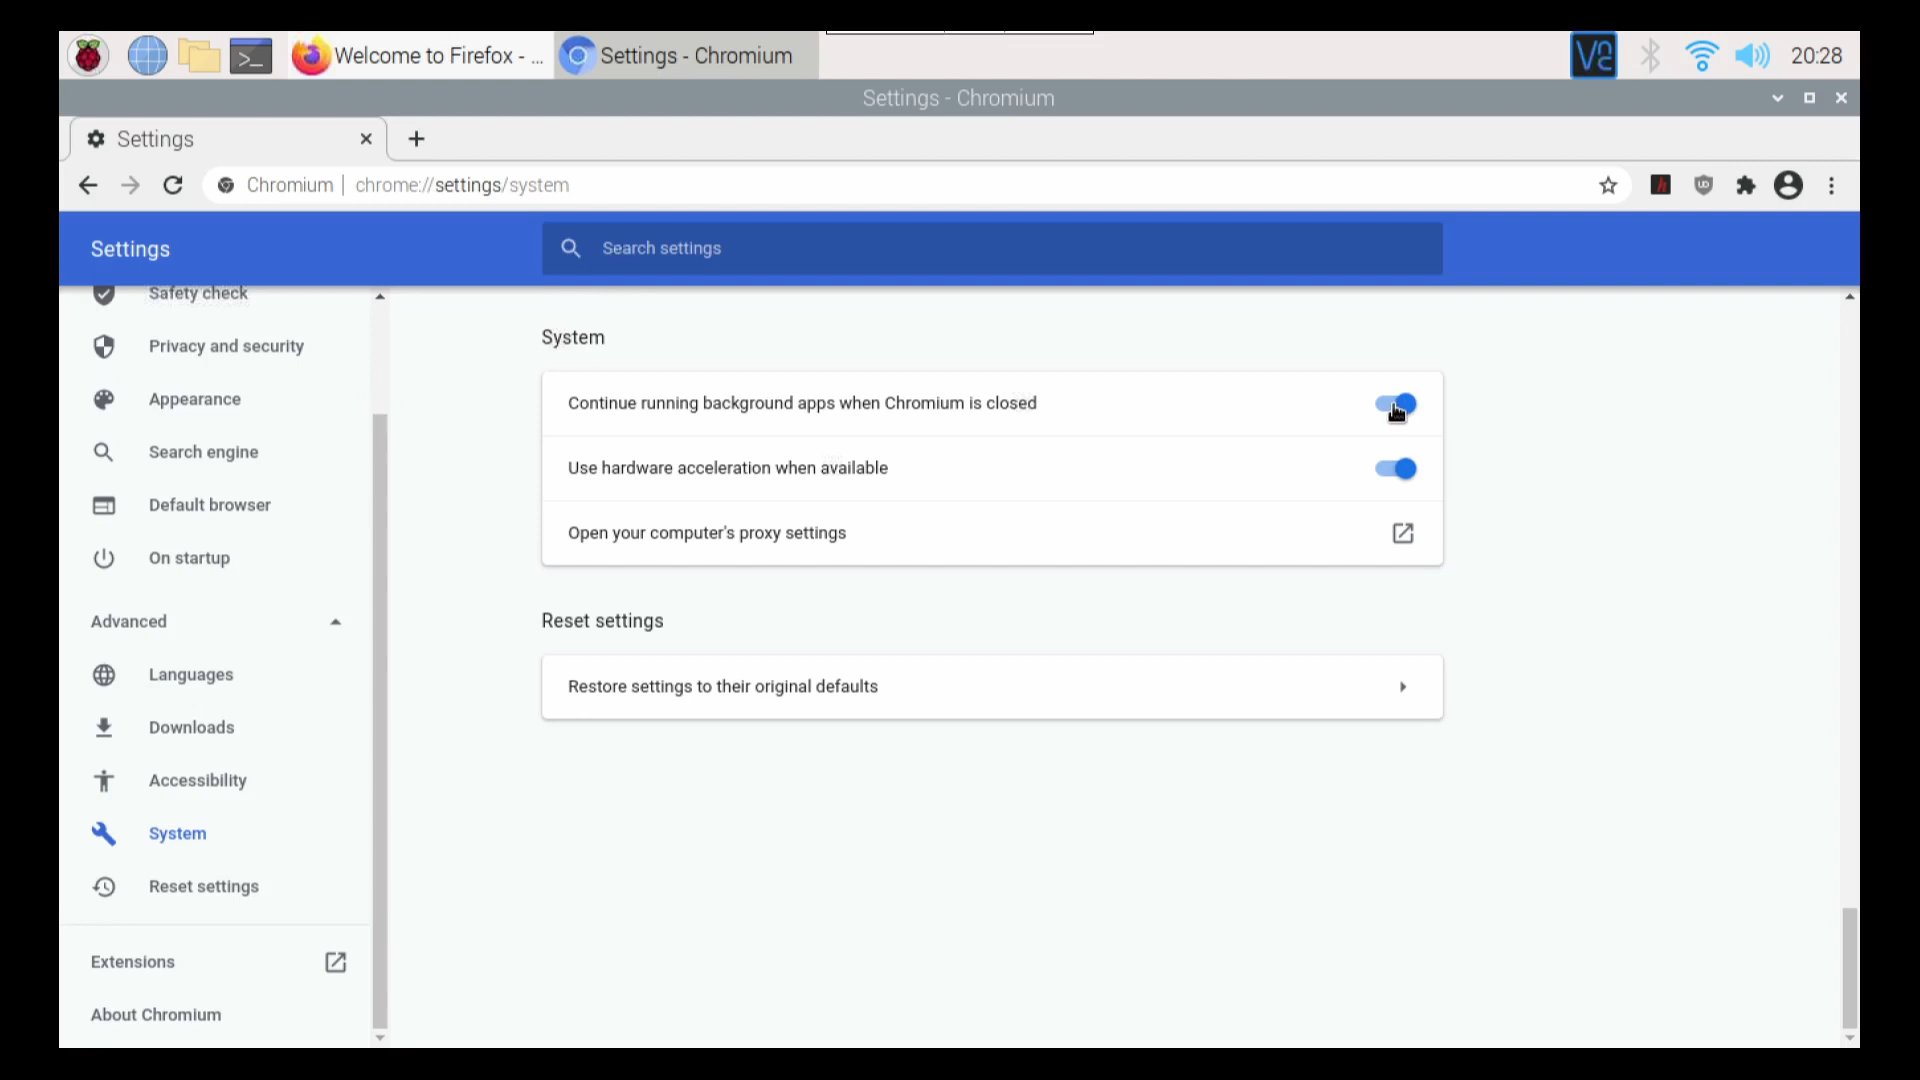 Welcome to Firefox - ...
Settings - Chromium
20:28
Settings - Chromium
Settings
Chromium | chrome://settings/system
Settings
Search settings
Safety check
Privacy and security
Appearance
Search engine
Default browser
On startup
Advanced
Languages
Downloads
Accessibility
System
Reset settings
Extensions
About Chromium
System
Continue running background apps when Chromium is closed
Use hardware acceleration when available
Open your computer's proxy settings
Reset settings
Restore settings to their original defaults